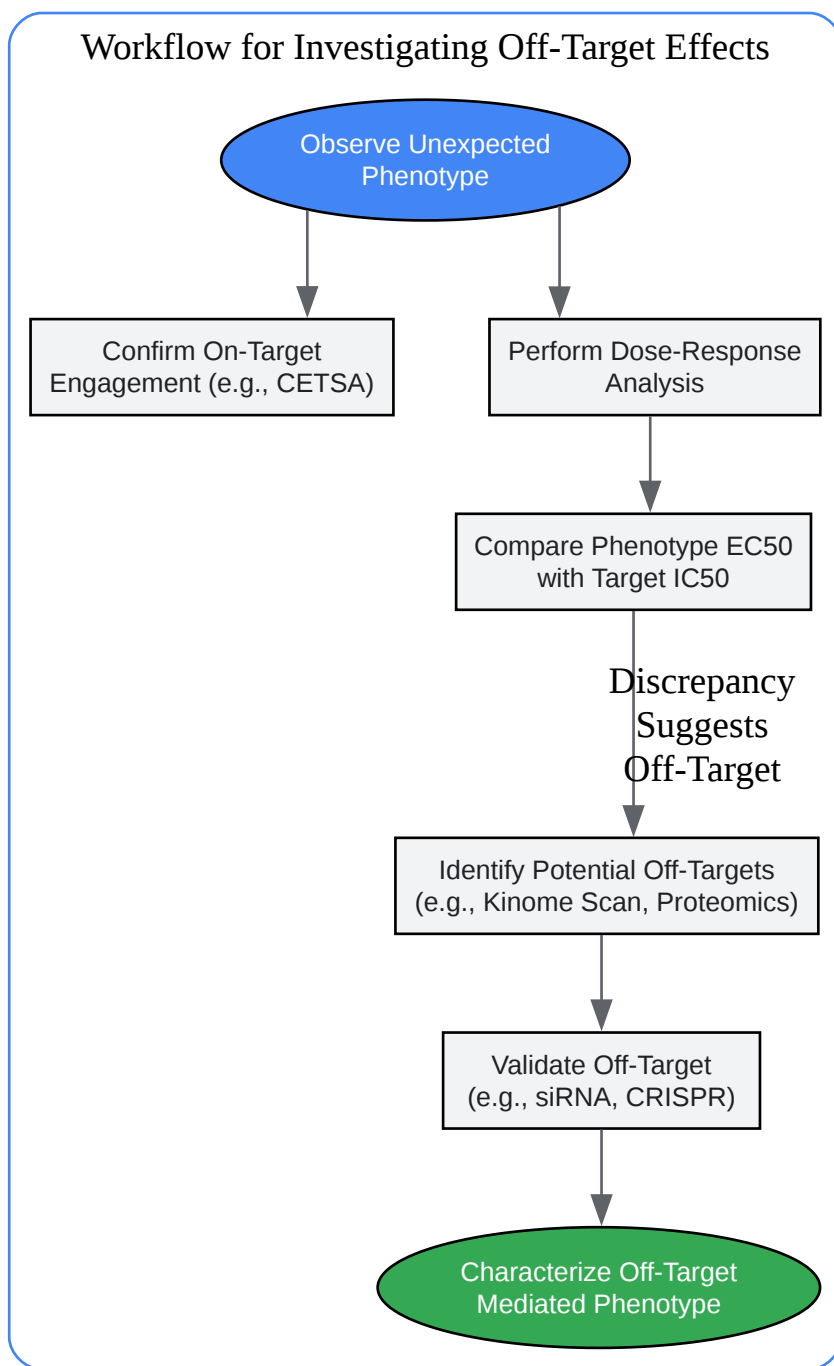 Workflow for Investigating Off-Target Effects
Observe Unexpected
Phenotype
Confirm On-Target
Engagement (e.g., CETSA)
Perform Dose-Response
Analysis
Compare Phenotype EC50
with Target IC50
Discrepancy
Suggests
Off-Target
Identify Potential Off-Targets
(e.g., Kinome Scan, Proteomics)
Validate Off-Target
(e.g., siRNA, CRISPR)
Characterize Off-Target
Mediated Phenotype